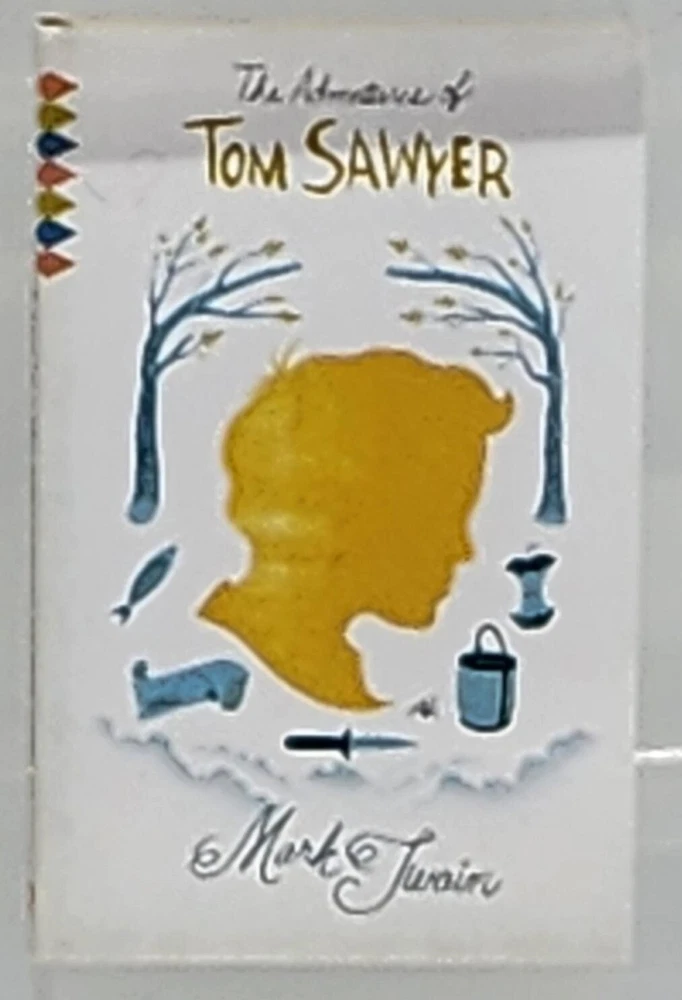 The Adventures of
TOM SAWYER
Mark Twain